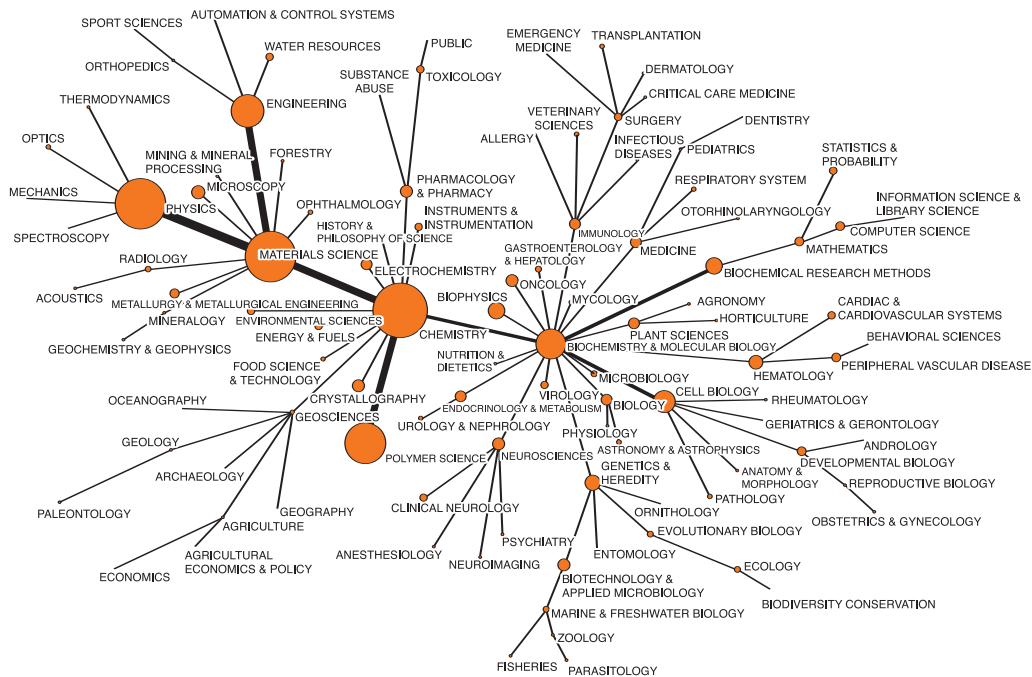 AUTOMATION & CONTROL SYSTEMS
SPORT SCIENCES
WATER RESOURCES
ORTHOPEDICS
ENGINEERING
THERMODYNAMICS
OPTICS
MINING & MINERAL
PROCESSING
FORESTRY
MICROSCOPY
MECHANICS
PHYSICS
SPECTROSCOPY
OPHTHALMOLOGY
HISTORY &
PHILOSOPHY OF SCIENCE
MATERIALS SCIENCE
RADIOLOGY
ACOUSTICS
METALLURGY & METALLURGICAL ENGINEERING
MINERALOGY
GEOCHEMISTRY & GEOPHYSICS
PUBLIC
SUBSTANCE
ABUSE
TOXICOLOGY
PHARMACOLOGY
& PHARMACY
INSTRUMENTS &
INSTRUMENTATION
ELECTROCHEMISTRY
ENVIRONMENTAL SCIENCES
ENERGY & FUELS
CHEMISTRY
FOOD SCIENCE
& TECHNOLOGY
CRYSTALLOGRAPHY
OCEANOGRAPHY
GEOSCIENCES
GEOLOGY
ARCHAEOLOGY
POLYMER SCIENCE
PALEONTOLOGY
AGRICULTURE
GEOGRAPHY
ECONOMICS
AGRICULTURAL
ECONOMICS & POLICY
EMERGENCY
MEDICINE
TRANSPLANTATION
DERMATOLOGY
CRITICAL CARE MEDICINE
VETERINARY
SCIENCES
SURGERY
DENTISTRY
ALLERGY
INFECTIOUS
DISEASES
PEDIATRICS
STATISTICS &
PROBABILITY
RESPIRATORY SYSTEM
INFORMATION SCIENCE &
LIBRARY SCIENCE
OTORHINOLARYNGOLOGY
COMPUTER SCIENCE
IMMUNOLOGY
MEDICINE
MATHEMATICS
GASTROENTEROLOGY
& HEPATOLOGY
BIOCHEMICAL RESEARCH METHODS
ONCOLOGY
BIOPHYSICS
MYCOLOGY
AGRONOMY
CARDIAC &
CARDIOVASCULAR SYSTEMS
HORTICULTURE
PLANT SCIENCES
BEHAVIORAL SCIENCES
BIOCHEMISTRY & MOLECULAR BIOLOGY
NUTRITION &
DIETETICS
HEMATOLOGY
PERIPHERAL VASCULAR DISEASE
MICROBIOLOGY
VIROLOGY
CELL BIOLOGY
RHEUMATOLOGY
ENDOCRINOLOGY & METABOLISM
BIOLOGY
UROLOGY & NEPHROLOGY
GERIATRICS & GERONTOLOGY
PHYSIOLOGY
ANDROLOGY
ASTRONOMY & ASTROPHYSICS
NEUROSCIENCES
DEVELOPMENTAL BIOLOGY
GENETICS &
HEREDITY
ANATOMY &
MORPHOLOGY
REPRODUCTIVE BIOLOGY
PATHOLOGY
CLINICAL NEUROLOGY
ORNITHOLOGY
OBSTETRICS & GYNECOLOGY
EVOLUTIONARY BIOLOGY
PSYCHIATRY
ANESTHESIOLOGY
NEUROIMAGING
ENTOMOLOGY
ECOLOGY
BIOTECHNOLOGY &
APPLIED MICROBIOLOGY
BIODIVERSITY CONSERVATION
MARINE & FRESHWATER BIOLOGY
ZOOLOGY
FISHERIES
PARASITOLOGY